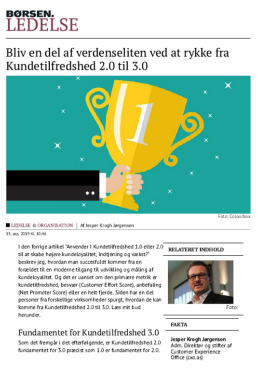 BØRSEN.
LEDELSE
Bliv en del af verdenseliten ved at rykke fra
Kundetilfredshed 2.0 til 3.0
1
Foto: Colourbox
LEDELSE & ORGANISATION | Af Jesper Krogh Jørgensen
2019 kl. 10:46
I den forrige artikel "Anvender I Kundetilfredshed 1.0 eller 2.0
til at skabe højere kundeloyalitet, indtjening og vækst?"
beskrev jeg, hvordan man succesfuldt kommer fra en
forældet til en moderne tilgang til udvikling og måling af
kundeloyalitet. Og uanset om den primære metrik er
kundetilfredshed, besvær (Customer Effort Score), anbefaling
(Net Promoter Score) eller en helt fjerde. Siden har en del
personer fra forskellige virksomheder spurgt, hvordan de kan
komme fra Kundetilfredshed 2.0 til 3.0. Læs mit bud
herunder.
Fundamentet for Kundetilfredshed 3.0
Som det fremgår i det efterfølgende, er Kundetilfredshed 2.0
fundamentet for 3.0 præcist som 1.0 er fundamentet for 2.0.
RELATERET INDHOLD
Foto:
FAKTA
Jesper Krogh Jørgensen
Adm. Direktør og stifter af
Customer Experience
Office (cxo.as)